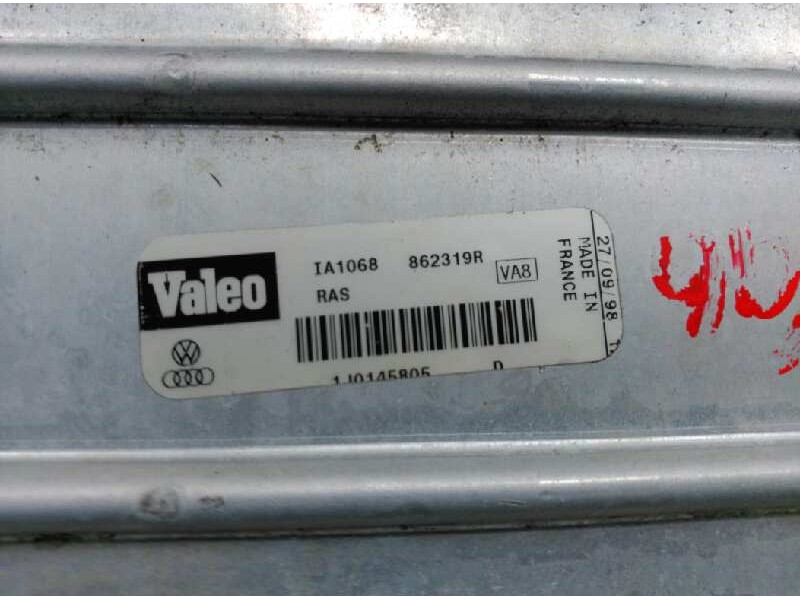 Valeo
IA1068 862319R
RAS
VA8
1J0145805 D
27/09/98
MADE IN
FRANCE